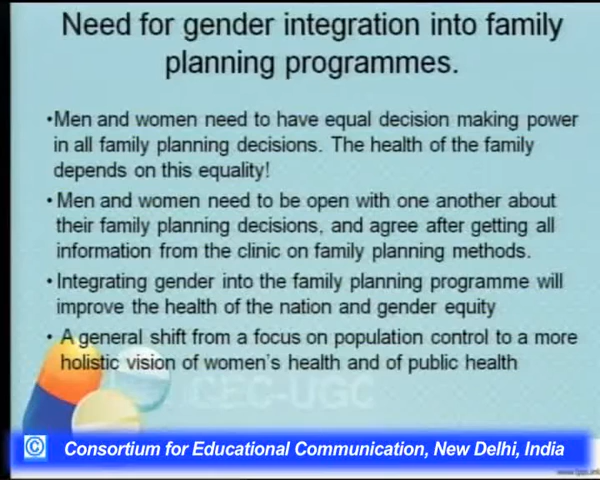 Need for gender integration into family
planning programmes.
•Men and women need to have equal decision making power
in all family planning decisions. The health of the family
depends on this equality!
•Men and women need to be open with one another about
their family planning decisions, and agree after getting all
information from the clinic on family planning methods.
•Integrating gender into the family planning programme will
improve the health of the nation and gender equity
• A general shift from a focus on population control to a more
holistic vision of women's health and of public health
CEC-UGC
© Consortium for Educational Communication, New Delhi, India